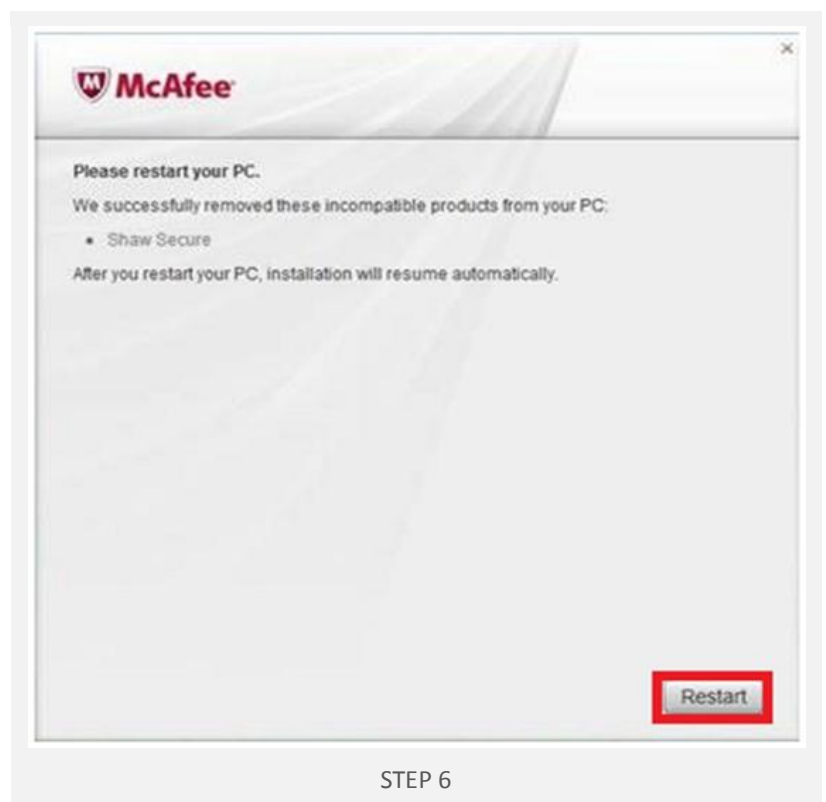 McAfee
Please restart your PC.
We successfully removed these incompatible products from your PC:
• Shaw Secure
After you restart your PC, installation will resume automatically.
Restart
STEP 6